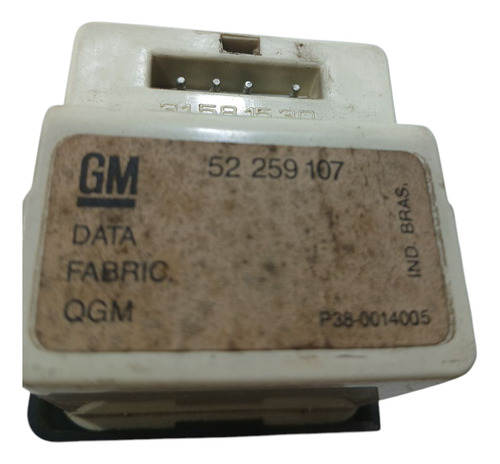 GM
52 259 107
DATA
FABRIC.
QGM
IND. BRAS.
P38-0014005